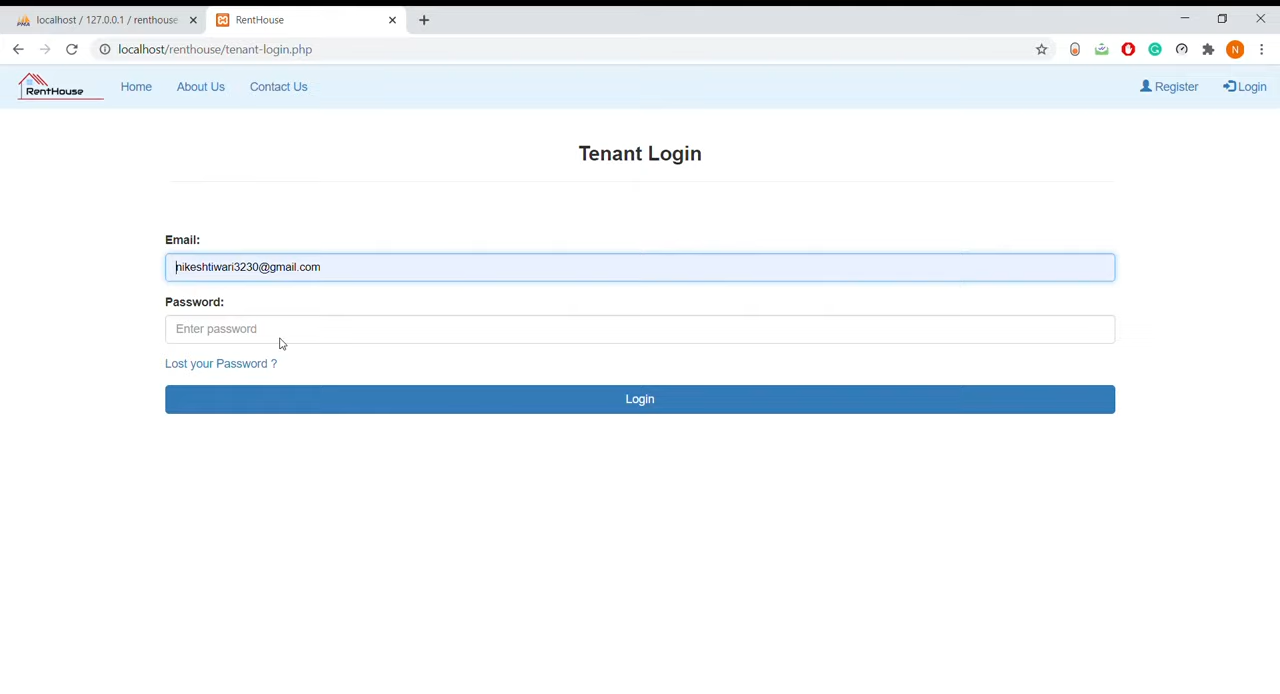 localhost / 127.0.0.1 / renthouse
RentHouse
localhost/renthouse/tenant-login.php
N
RentHouse
Home
About Us
Contact Us
Register
Login
Tenant Login
Email:
nikeshtiwari3230@gmail.com
Password:
Enter password
Lost your Password ?
Login